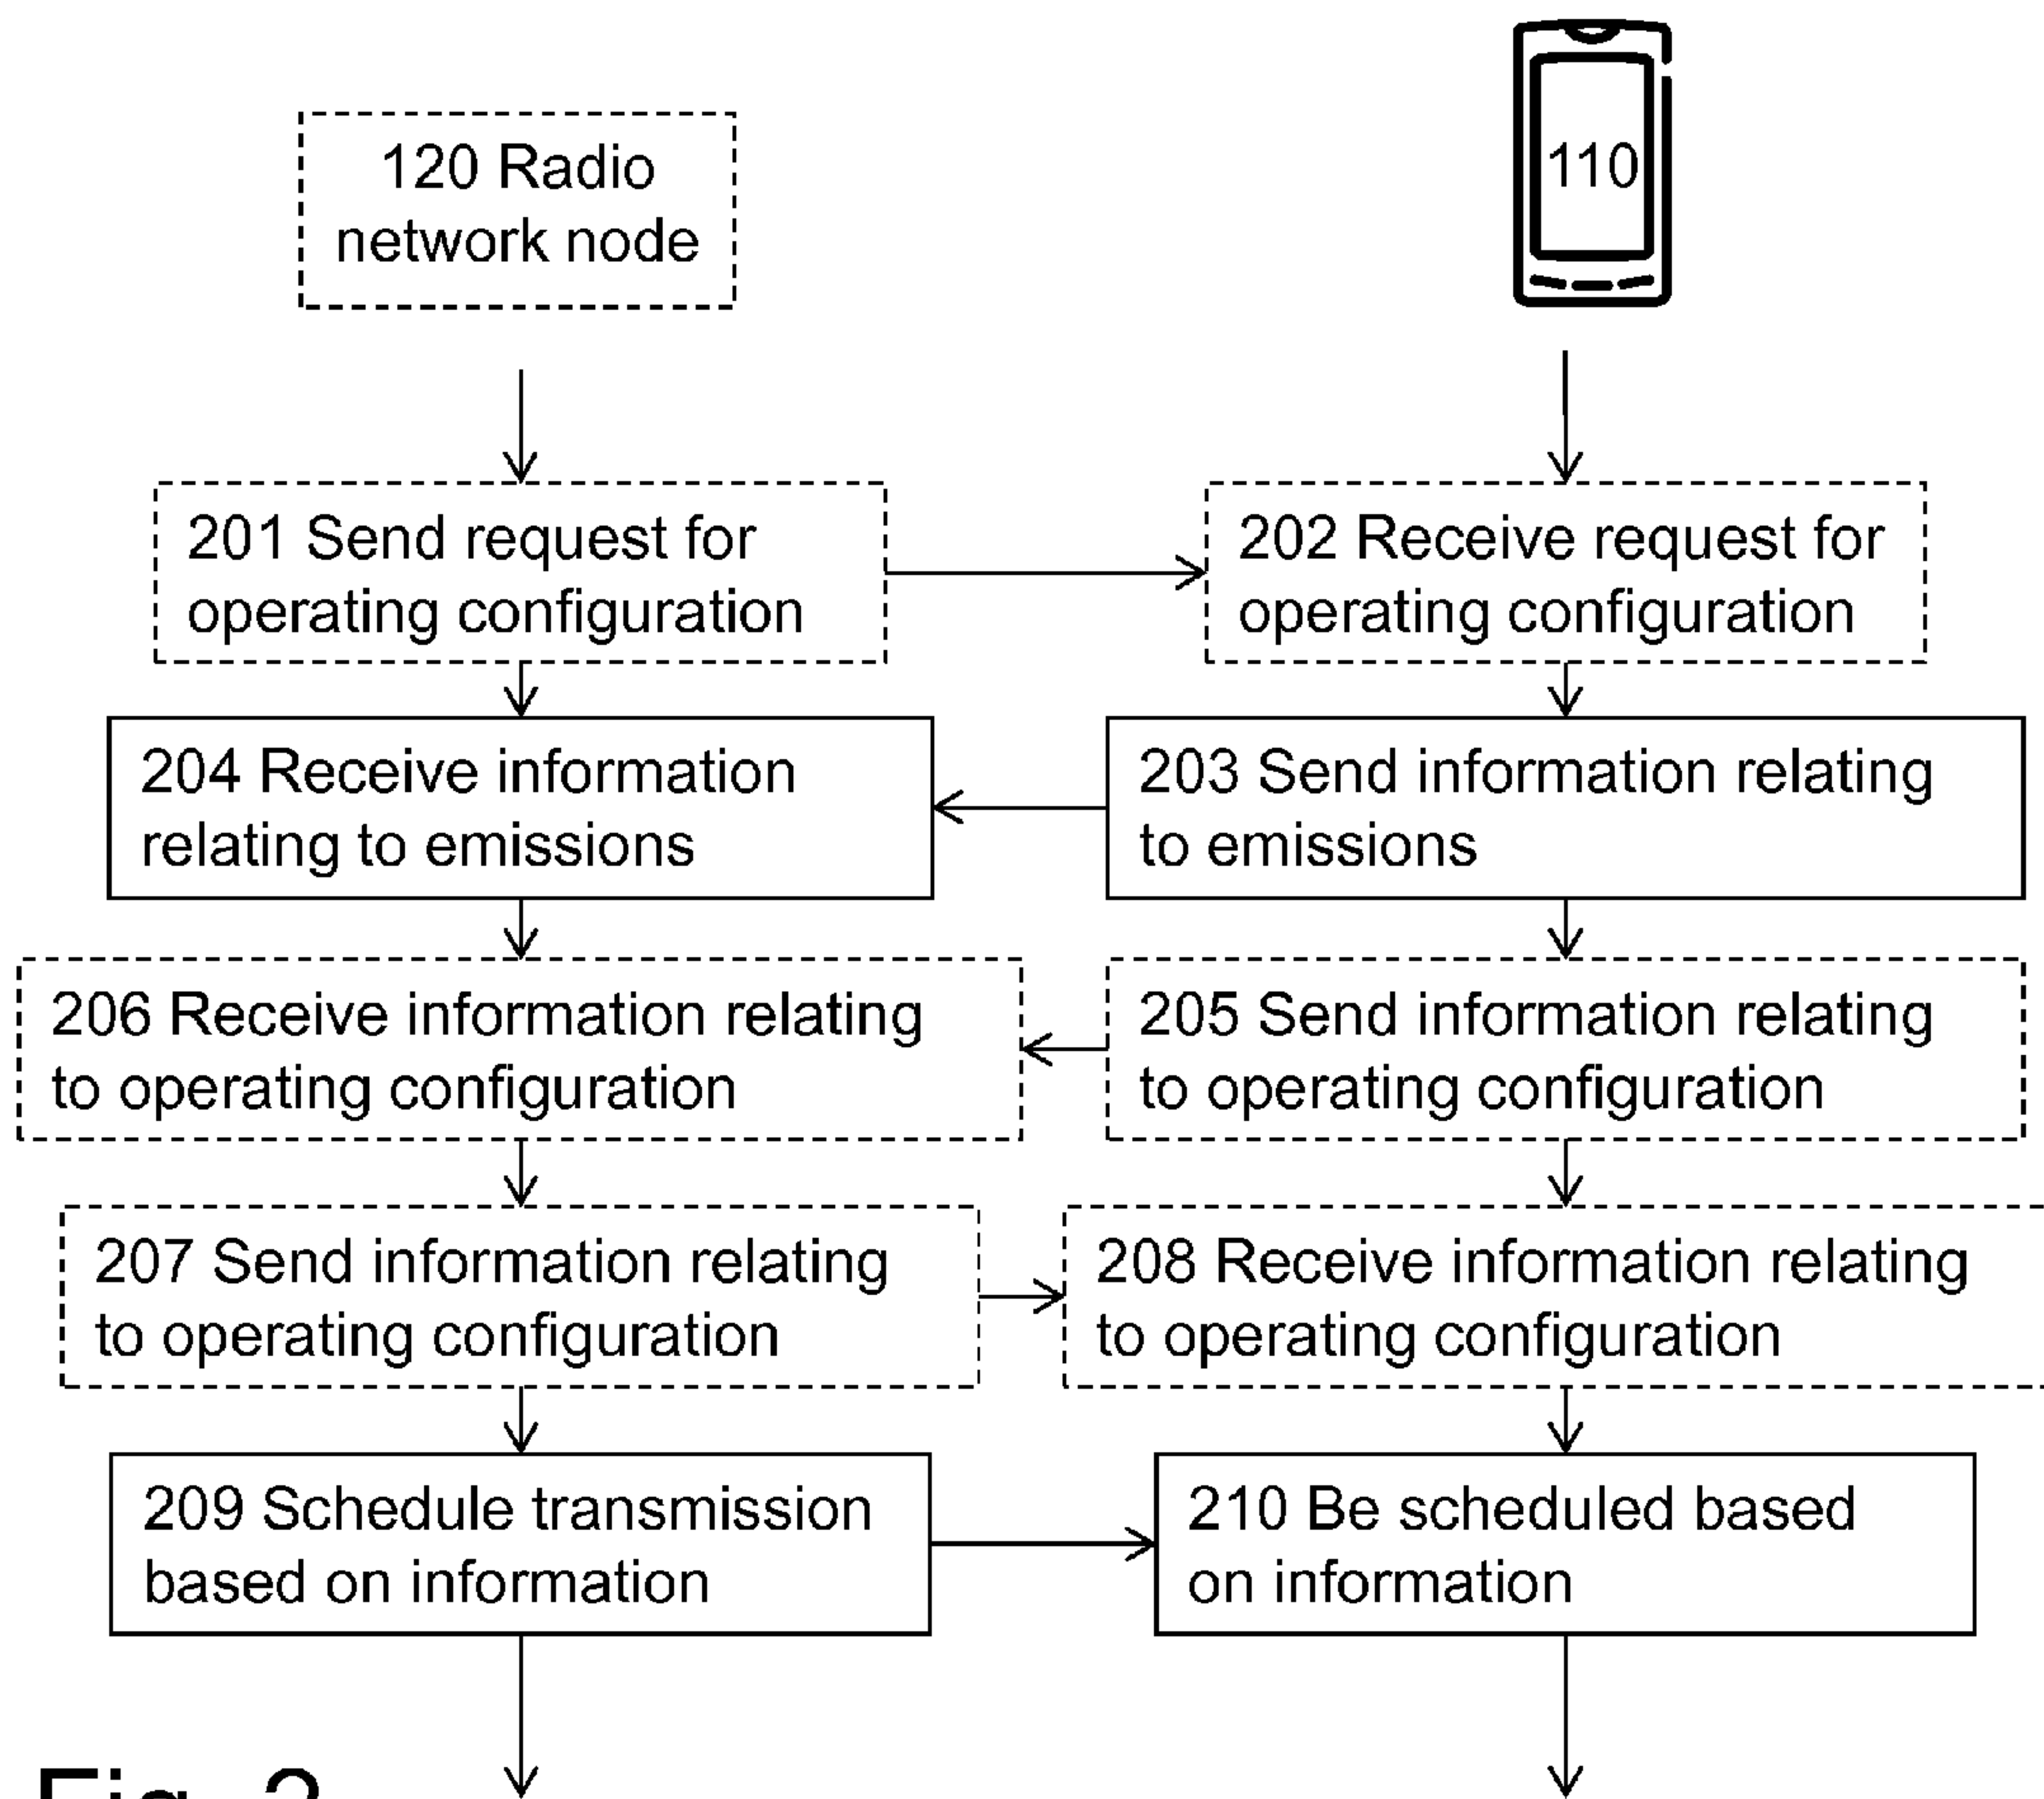 120 Radio
network node
110
201 Send request for
operating configuration
202 Receive request for
operating configuration
204 Receive information
relating to emissions
203 Send information relating
to emissions
206 Receive information relating
to operating configuration
205 Send information relating
to operating configuration
207 Send information relating
to operating configuration
208 Receive information relating
to operating configuration
209 Schedule transmission
based on information
210 Be scheduled based
on information
Fig. 2